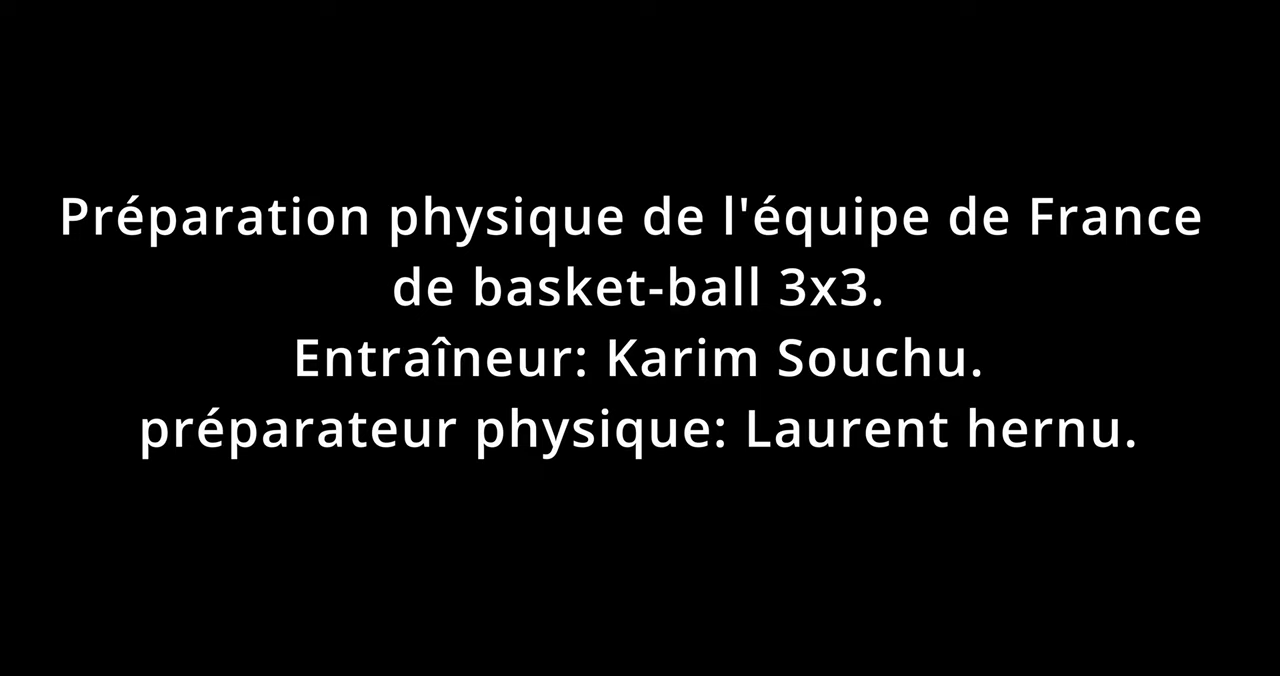 Préparation physique de l'équipe de France
de basket-ball 3x3.
Entraîneur: Karim Souchu.
préparateur physique: Laurent hernu.